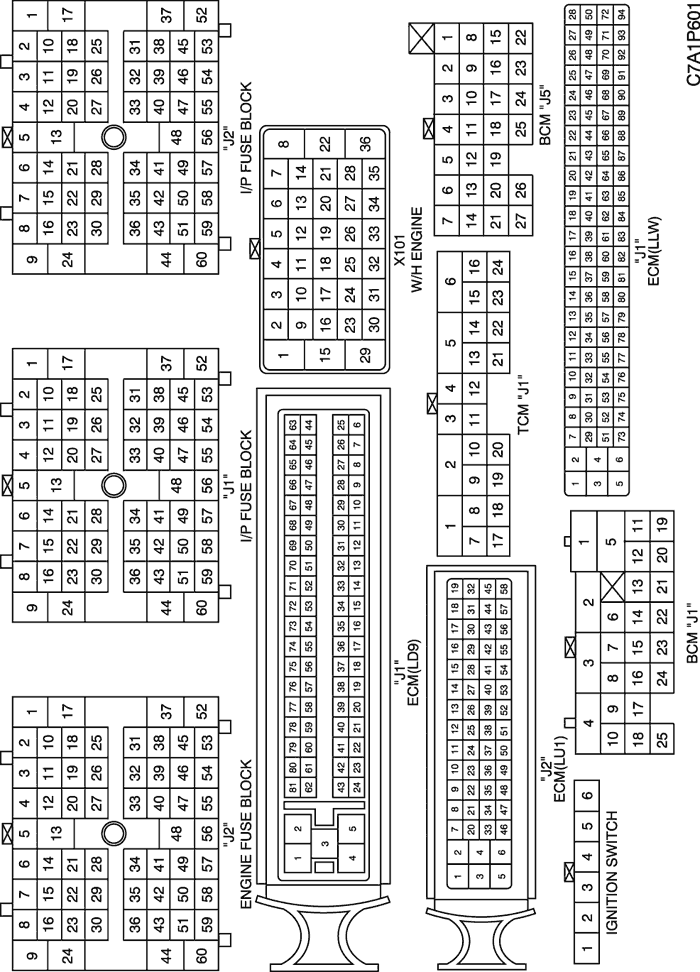 9 8 7 6 5 4 3 2 1
16 15 14 13 12 11 10
24 23 22 21 20 19 18 17
30 29 28 27 26 25
36 35 34 33 32 31
44 43 42 41 40 39 38 37
51 50 49 48 47 46 45
60 59 58 57 56 55 54 53 52
"J2"
ENGINE FUSE BLOCK
9 8 7 6 5 4 3 2 1
16 15 14 13 12 11 10
24 23 22 21 20 19 18 17
30 29 28 27 26 25
36 35 34 33 32 31
44 43 42 41 40 39 38 37
51 50 49 48 47 46 45
60 59 58 57 56 55 54 53 52
"J1"
I/P FUSE BLOCK
9 8 7 6 5 4 3 2 1
16 15 14 13 12 11 10
24 23 22 21 20 19 18 17
30 29 28 27 26 25
36 35 34 33 32 31
44 43 42 41 40 39 38 37
51 50 49 48 47 46 45
60 59 58 57 56 55 54 53 52
"J2"
I/P FUSE BLOCK
1 2
3
4 5
81 80 79 78 77 76 75 74 73 72 71 70 69 68 67 66 65 64 63
62 61 60 59 58 57 56 55 54 53 52 51 50 49 48 47 46 45 44
43 42 41 40 39 38 37 36 35 34 33 32 31 30 29 28 27 26 25
24 23 22 21 20 19 18 17 16 15 14 13 12 11 10 9 8 7 6
"J1"
ECM(LD9)
1 2 3 4 5 6 7 8
9 10 11 12 13 14
15 16 17 18 19 20 21 22
23 24 25 26 27 28
29 30 31 32 33 34 35 36
X101
W/H ENGINE
1 2 7 8 9 10 11 12 13 14 15 16 17 18 19
3 4 20 21 22 23 24 25 26 27 28 29 30 31 32
33 34 35 36 37 38 39 40 41 42 43 44 45
5 6 46 47 48 49 50 51 52 53 54 55 56 57 58
"J2"
ECM(LU1)
1 2 3 4 5 6
7 8 9 10 11 12 13 14 15 16
17 18 19 20 21 22 23 24
TCM "J1"
7 6 5 4 3 2 1
14 13 12 11 10 9 8
21 20 19 18 17 16 15
27 26 25 24 23 22
BCM "J5"
1 2 3 4 5 6
IGNITION SWITCH
4 3 2 1
10 9 8 7 6 5
18 17 16 15 14 13 12 11
25 24 23 22 21 20 19
BCM "J1"
1 2 7 8 9 10 11 12 13 14 15 16 17 18 19 20 21 22 23 24 25 26 27 28
3 4 29 30 31 32 33 34 35 36 37 38 39 40 41 42 43 44 45 46 47 48 49 50
51 52 53 54 55 56 57 58 59 60 61 62 63 64 65 66 67 68 69 70 71 72
5 6 73 74 75 76 77 78 79 80 81 82 83 84 85 86 87 88 89 90 91 92 93 94
"J1"
ECM(LLW)
C7A1P601